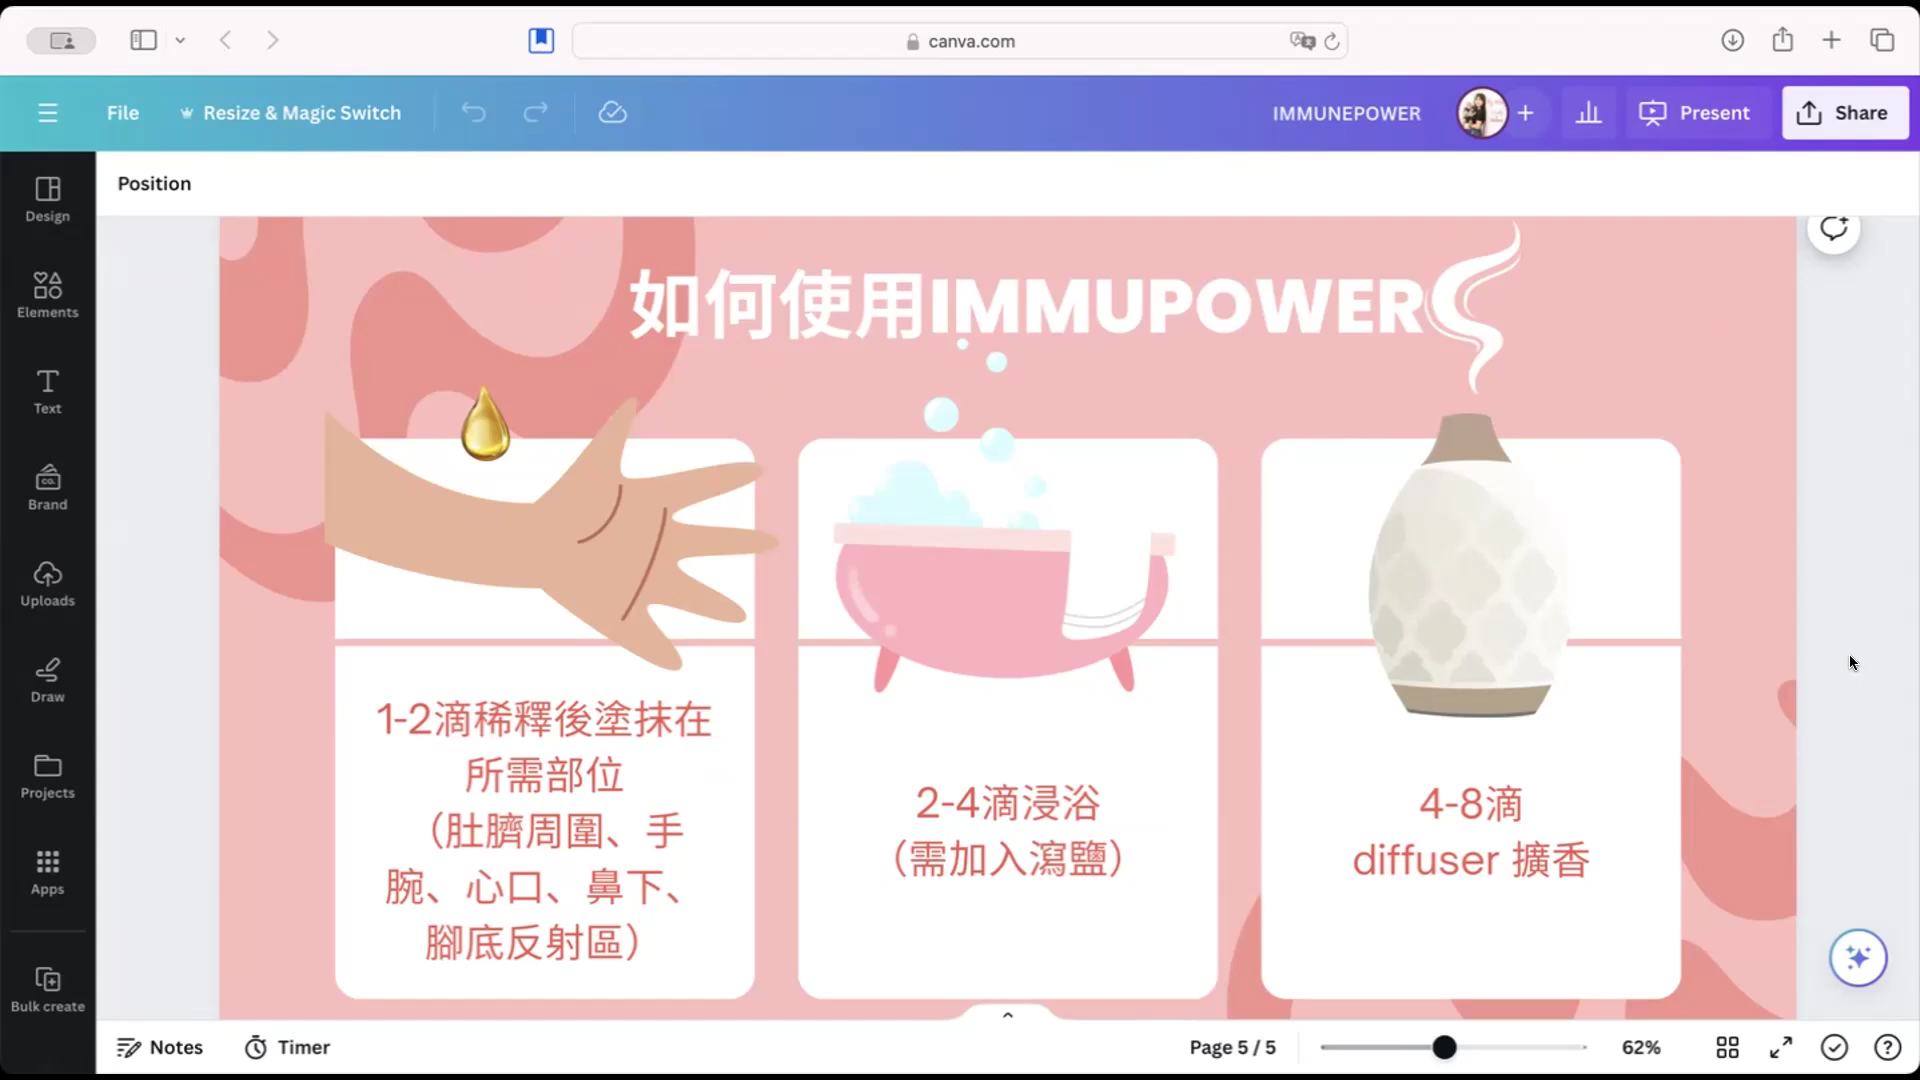 canva.com
File
Resize & Magic Switch
IMMUNEPOWER
Present
Share
Position
Design
Elements
Text
Brand
Uploads
Draw
Projects
Apps
Bulk create
如何使用IMMUPOWER
1-2滴稀釋後塗抹在
所需部位
（肚臍周圍、手
腕、心口、鼻下、
腳底反射區）
2-4滴浸浴
（需加入瀉鹽）
4-8滴
diffuser 擴香
Notes
Timer
Page 5 / 5
62%